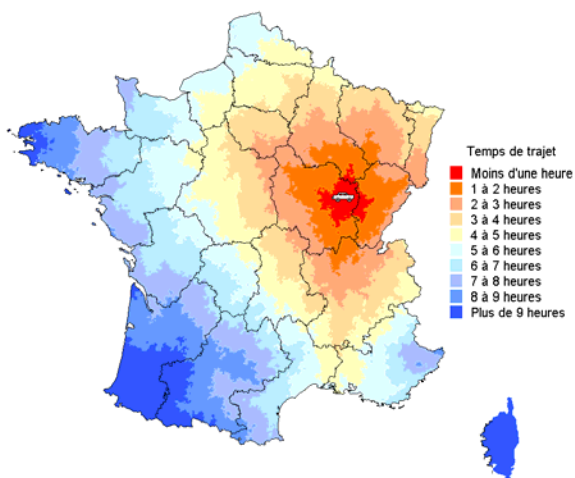 Temps de trajet
Moins d'une heure
1 à 2 heures
2 à 3 heures
3 à 4 heures
4 à 5 heures
5 à 6 heures
6 à 7 heures
7 à 8 heures
8 à 9 heures
Plus de 9 heures